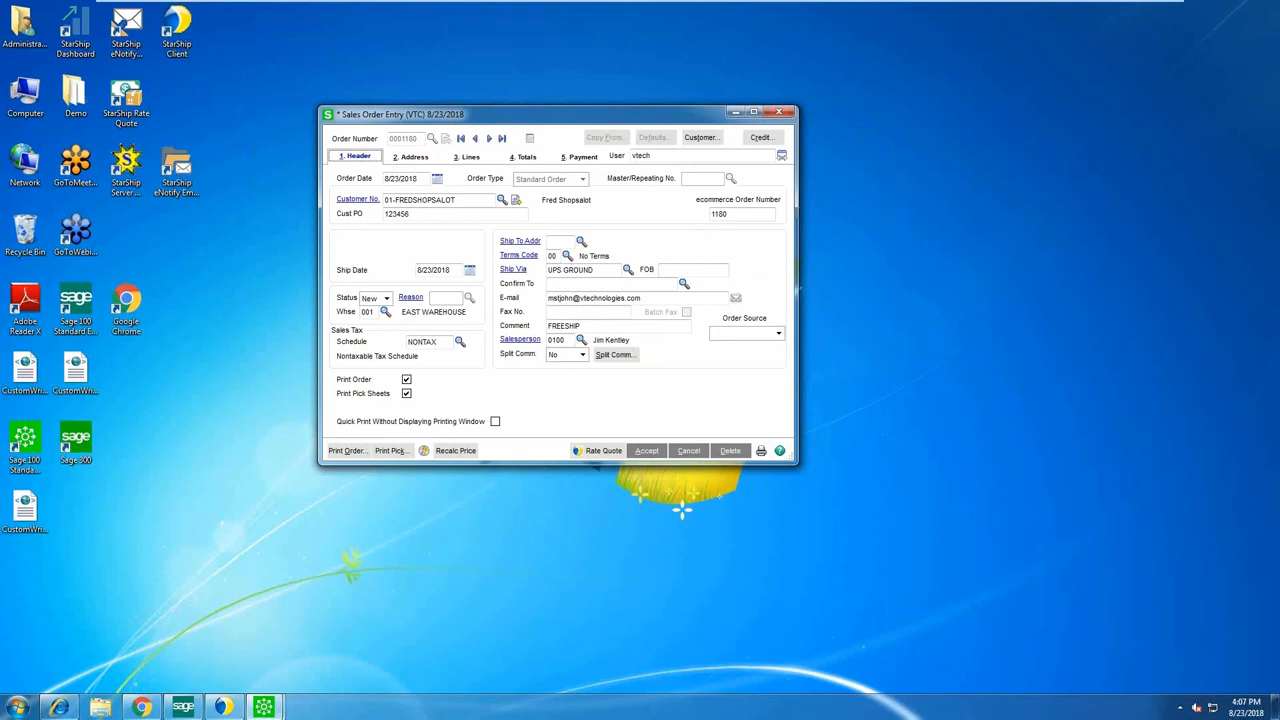 Administra...
StarShip Dashboard
StarShip eNotify...
StarShip Client
Computer
Demo
StarShip Rate Quote
Network
GoToMeet...
StarShip Server ...
StarShip eNotify Em...
Recycle Bin
GoToWebi...
Adobe Reader X
Sage 100 Standard E...
Google Chrome
CustomWri...
CustomWri...
Sage 100 Standa...
Sage 300
CustomWri...
S * Sales Order Entry (VTC) 8/23/2018
Order Number 0001180 Copy From... Defaults... Customer... Credit...
1. Header 2. Address 3. Lines 4. Totals 5. Payment User vtech
Order Date 8/23/2018 Order Type Standard Order Master/Repeating No.
Customer No. 01-FREDSHOPSALOT Fred Shopsalot ecommerce Order Number
Cust PO 123456 1180
Ship To Addr
Terms Code 00 No Terms
Ship Date 8/23/2018 Ship Via UPS GROUND FOB
Confirm To
Status New Reason E-mail mstjohn@vtechnologies.com
Whse 001 EAST WAREHOUSE Fax No. Batch Fax
Order Source
Sales Tax Comment FREESHIP
Schedule NONTAX Salesperson 0100 Jim Kentley
Nontaxable Tax Schedule Split Comm. No Split Comm...
Print Order
Print Pick Sheets
Quick Print Without Displaying Printing Window
Print Order... Print Pick... Recalc Price Rate Quote Accept Cancel Delete
sage
4:07 PM
8/23/2018